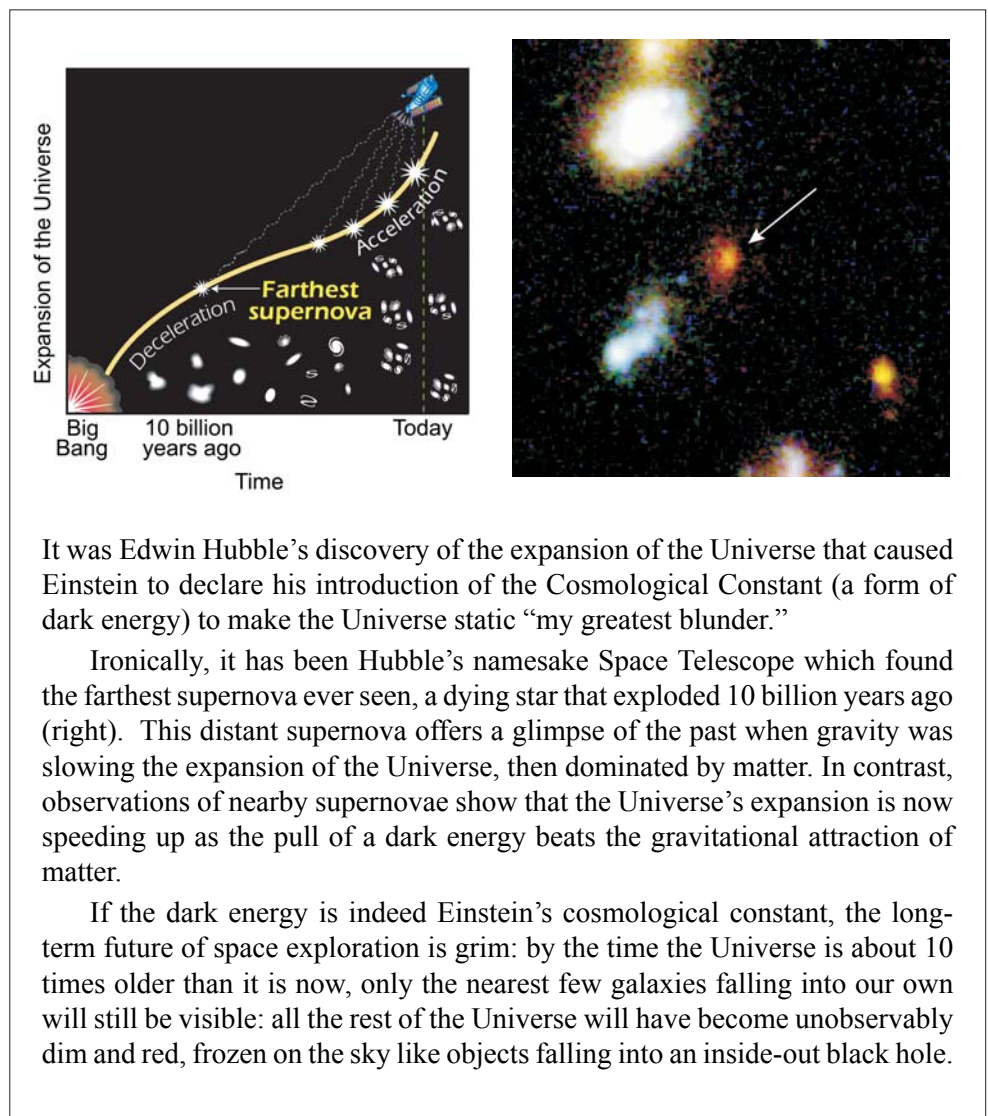 Expansion of the Universe
Acceleration
Farthest
supernova
Deceleration
Big
Bang
10 billion
years ago
Today
Time
It was Edwin Hubble’s discovery of the expansion of the Universe that caused
Einstein to declare his introduction of the Cosmological Constant (a form of
dark energy) to make the Universe static “my greatest blunder.”
Ironically, it has been Hubble’s namesake Space Telescope which found
the farthest supernova ever seen, a dying star that exploded 10 billion years ago
(right).  This distant supernova offers a glimpse of the past when gravity was
slowing the expansion of the Universe, then dominated by matter. In contrast,
observations of nearby supernovae show that the Universe’s expansion is now
speeding up as the pull of a dark energy beats the gravitational attraction of
matter.
If the dark energy is indeed Einstein’s cosmological constant, the long-
term future of space exploration is grim: by the time the Universe is about 10
times older than it is now, only the nearest few galaxies falling into our own
will still be visible: all the rest of the Universe will have become unobservably
dim and red, frozen on the sky like objects falling into an inside-out black hole.